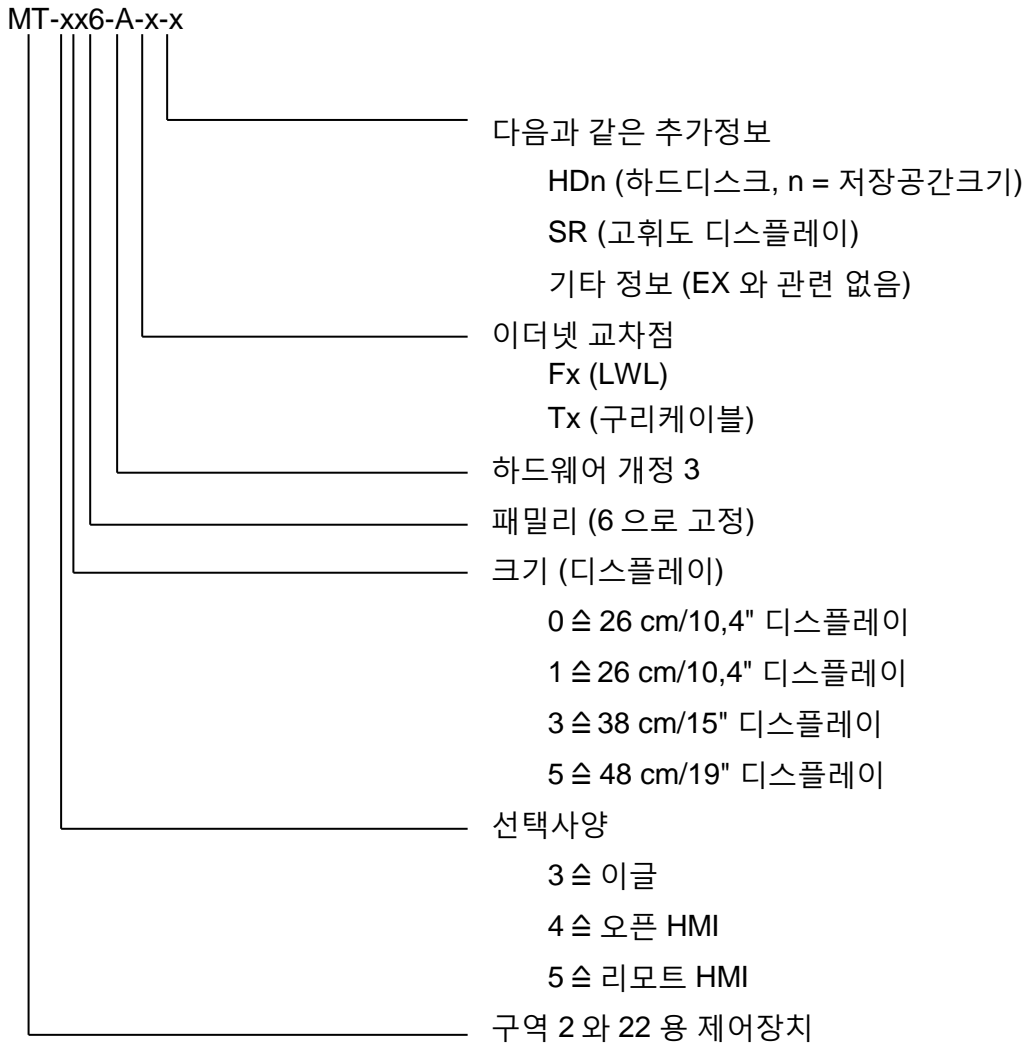 MT-xx6-A-x-x
다음과 같은 추가정보
HDn (하드디스크, n = 저장공간크기)
SR (고휘도 디스플레이)
기타 정보 (EX 와 관련 없음)
이더넷 교차점
Fx (LWL)
Tx (구리케이블)
하드웨어 개정 3
패밀리 (6 으로 고정)
크기 (디스플레이)
0 ≙ 26 cm/10,4" 디스플레이
1 ≙ 26 cm/10,4" 디스플레이
3 ≙ 38 cm/15" 디스플레이
5 ≙ 48 cm/19" 디스플레이
선택사양
3 ≙ 이글
4 ≙ 오픈 HMI
5 ≙ 리모트 HMI
구역 2 와 22 용 제어장치